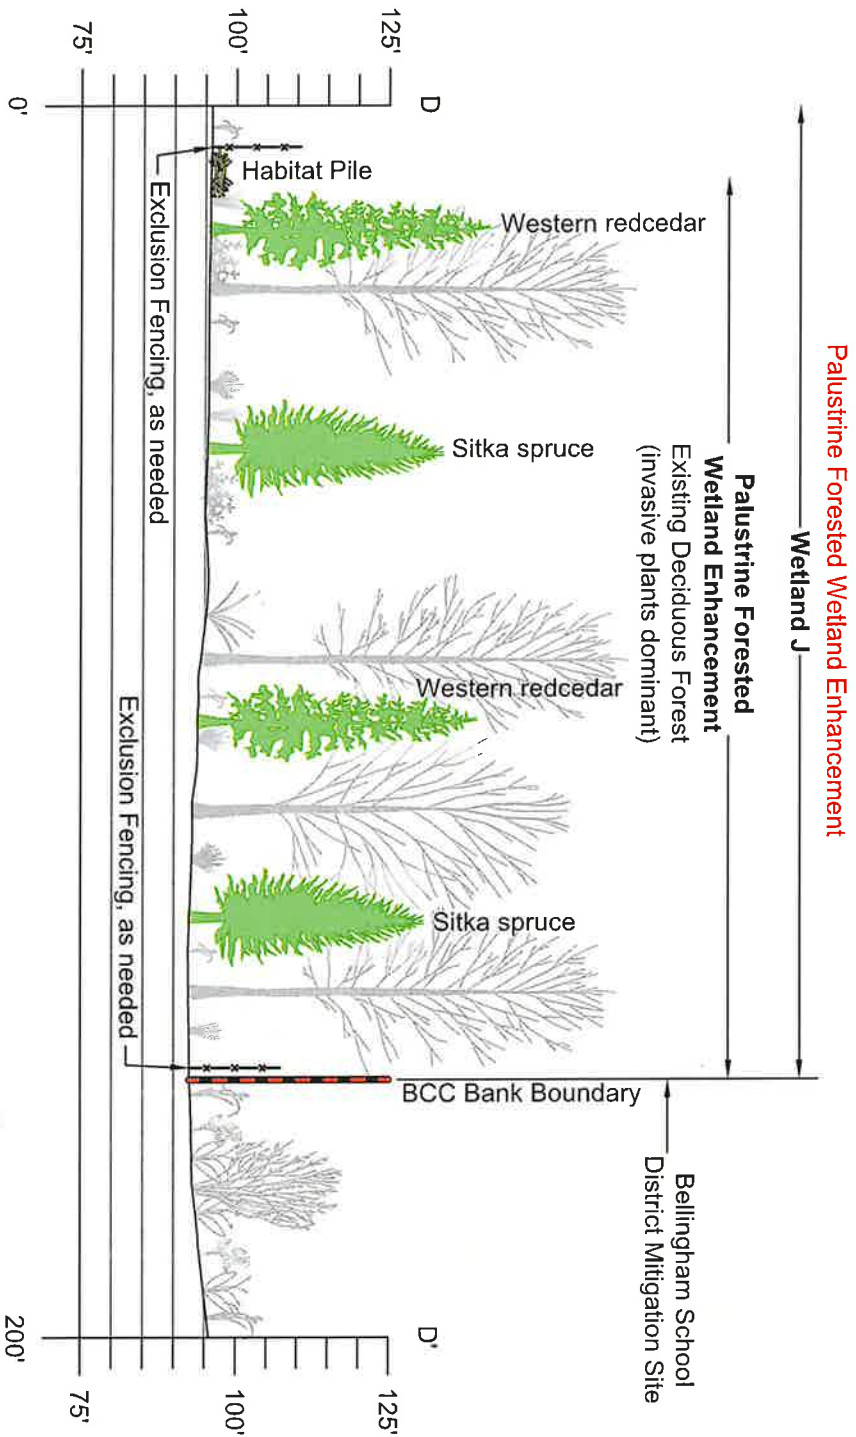 Palustrine Forested Wetland Enhancement
Wetland J
Palustrine Forested
Wetland Enhancement
Existing Deciduous Forest
(invasive plants dominant)
Bellingham School
District Mitigation Site
D
D'
125'
100'
75'
125'
100'
75'
Habitat Pile
Western redcedar
Sitka spruce
Western redcedar
Sitka spruce
BCC Bank Boundary
Exclusion Fencing, as needed
Exclusion Fencing, as needed
0'
200'